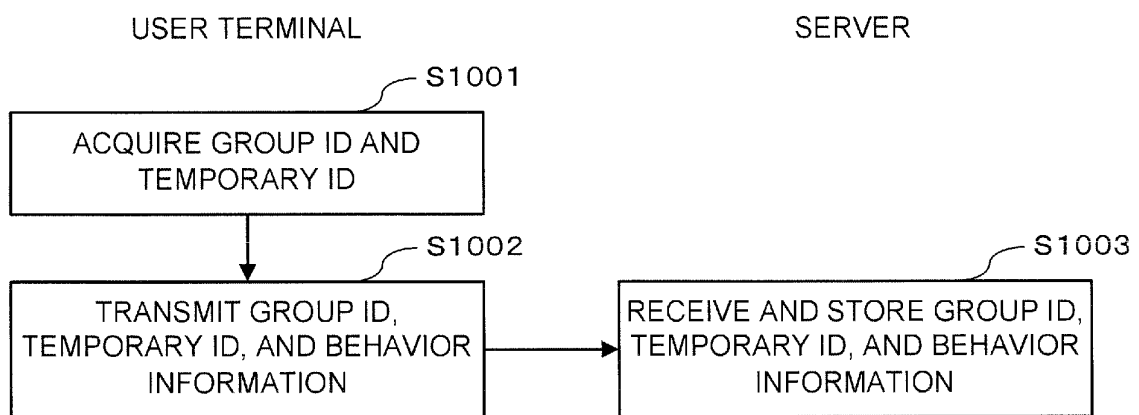 USER TERMINAL
SERVER
S1001
ACQUIRE GROUP ID AND
TEMPORARY ID
S1002
TRANSMIT GROUP ID,
TEMPORARY ID, AND BEHAVIOR
INFORMATION
S1003
RECEIVE AND STORE GROUP ID,
TEMPORARY ID, AND BEHAVIOR
INFORMATION